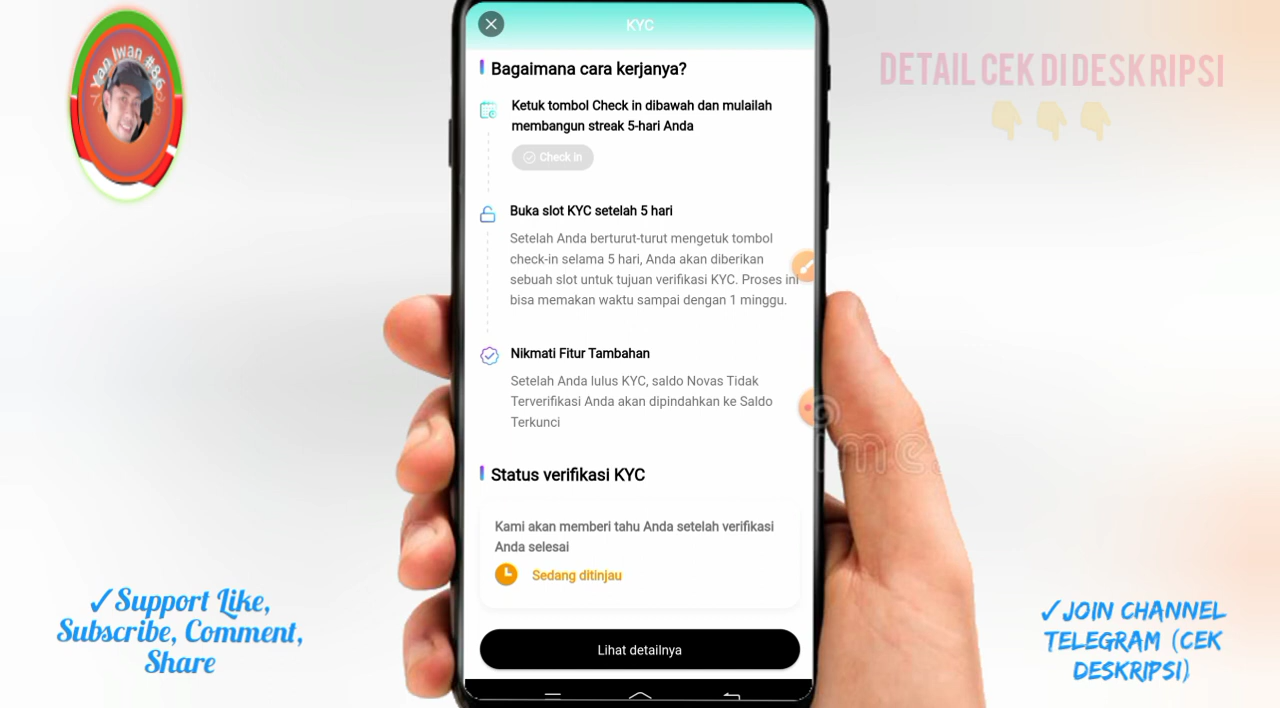 Yan Iwan #86
DETAIL CEK DI DESKRIPSI
KYC
Bagaimana cara kerjanya?
Ketuk tombol Check in dibawah dan mulailah
membangun streak 5-hari Anda
Check in
Buka slot KYC setelah 5 hari
Setelah Anda berturut-turut mengetuk tombol
check-in selama 5 hari, Anda akan diberikan
sebuah slot untuk tujuan verifikasi KYC. Proses ini
bisa memakan waktu sampai dengan 1 minggu.
Nikmati Fitur Tambahan
Setelah Anda lulus KYC, saldo Novas Tidak
Terverifikasi Anda akan dipindahkan ke Saldo
Terkunci
Status verifikasi KYC
Kami akan memberi tahu Anda setelah verifikasi
Anda selesai
Sedang ditinjau
Lihat detailnya
✓Support Like,
Subscribe, Comment,
Share
✓JOIN CHANNEL
TELEGRAM (CEK
DESKRIPSI)